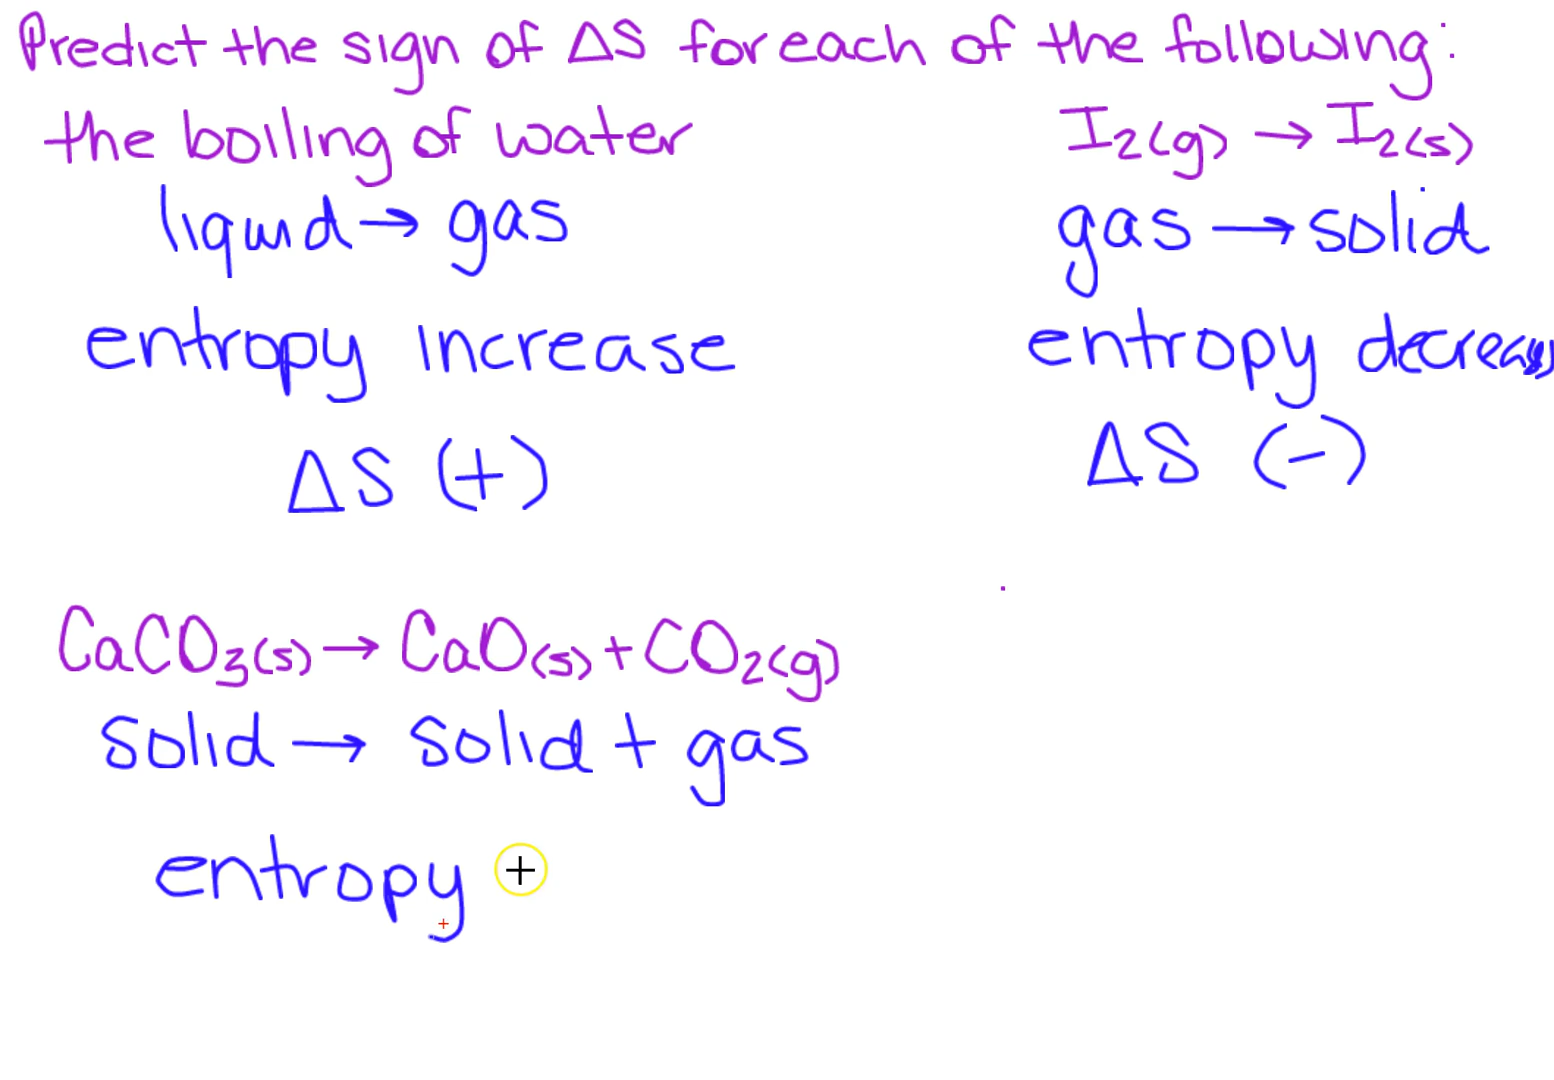 Predict the sign of ΔS for each of the following:
the boiling of water
liquid → gas
entropy increase
ΔS (+)
I₂(g) → I₂(s)
gas → solid
entropy decreases
ΔS (-)
CaCO₃(s) → CaO(s) + CO₂(g)
solid → solid + gas
entropy